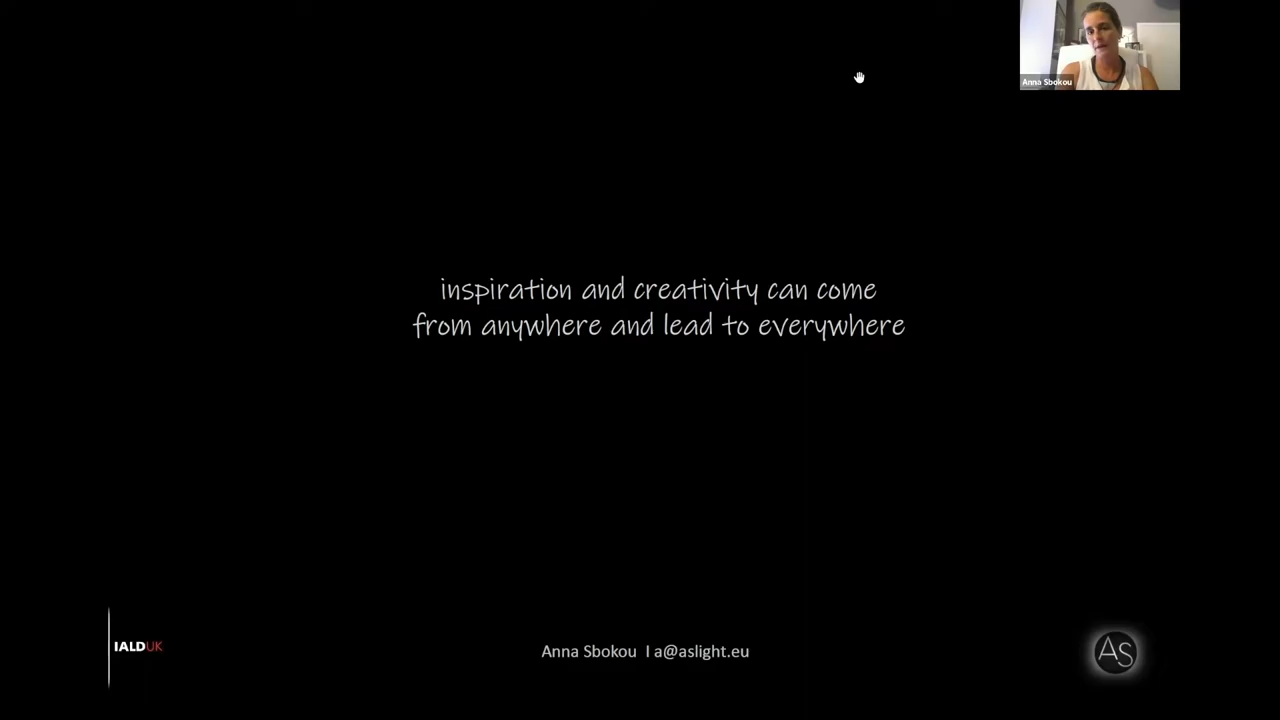 Anna Sbokou
inspiration and creativity can come
from anywhere and lead to everywhere
IALDUK
Anna Sbokou I a@aslight.eu
AS